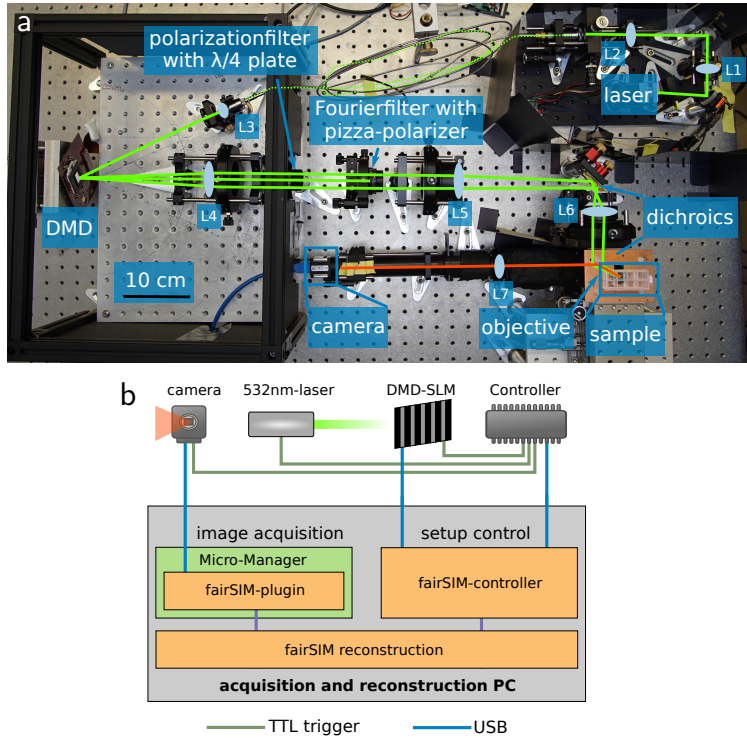 a
polarizationfilter
with λ/4 plate
L2
L1
laser
Fourierfilter with
pizza-polarizer
L3
L4
L5
L6
DMD
dichroics
10 cm
L7
camera
objective
sample
b
camera
532nm-laser
DMD-SLM
Controller
image acquisition
setup control
Micro-Manager
fairSIM-plugin
fairSIM-controller
fairSIM reconstruction
acquisition and reconstruction PC
TTL trigger
USB